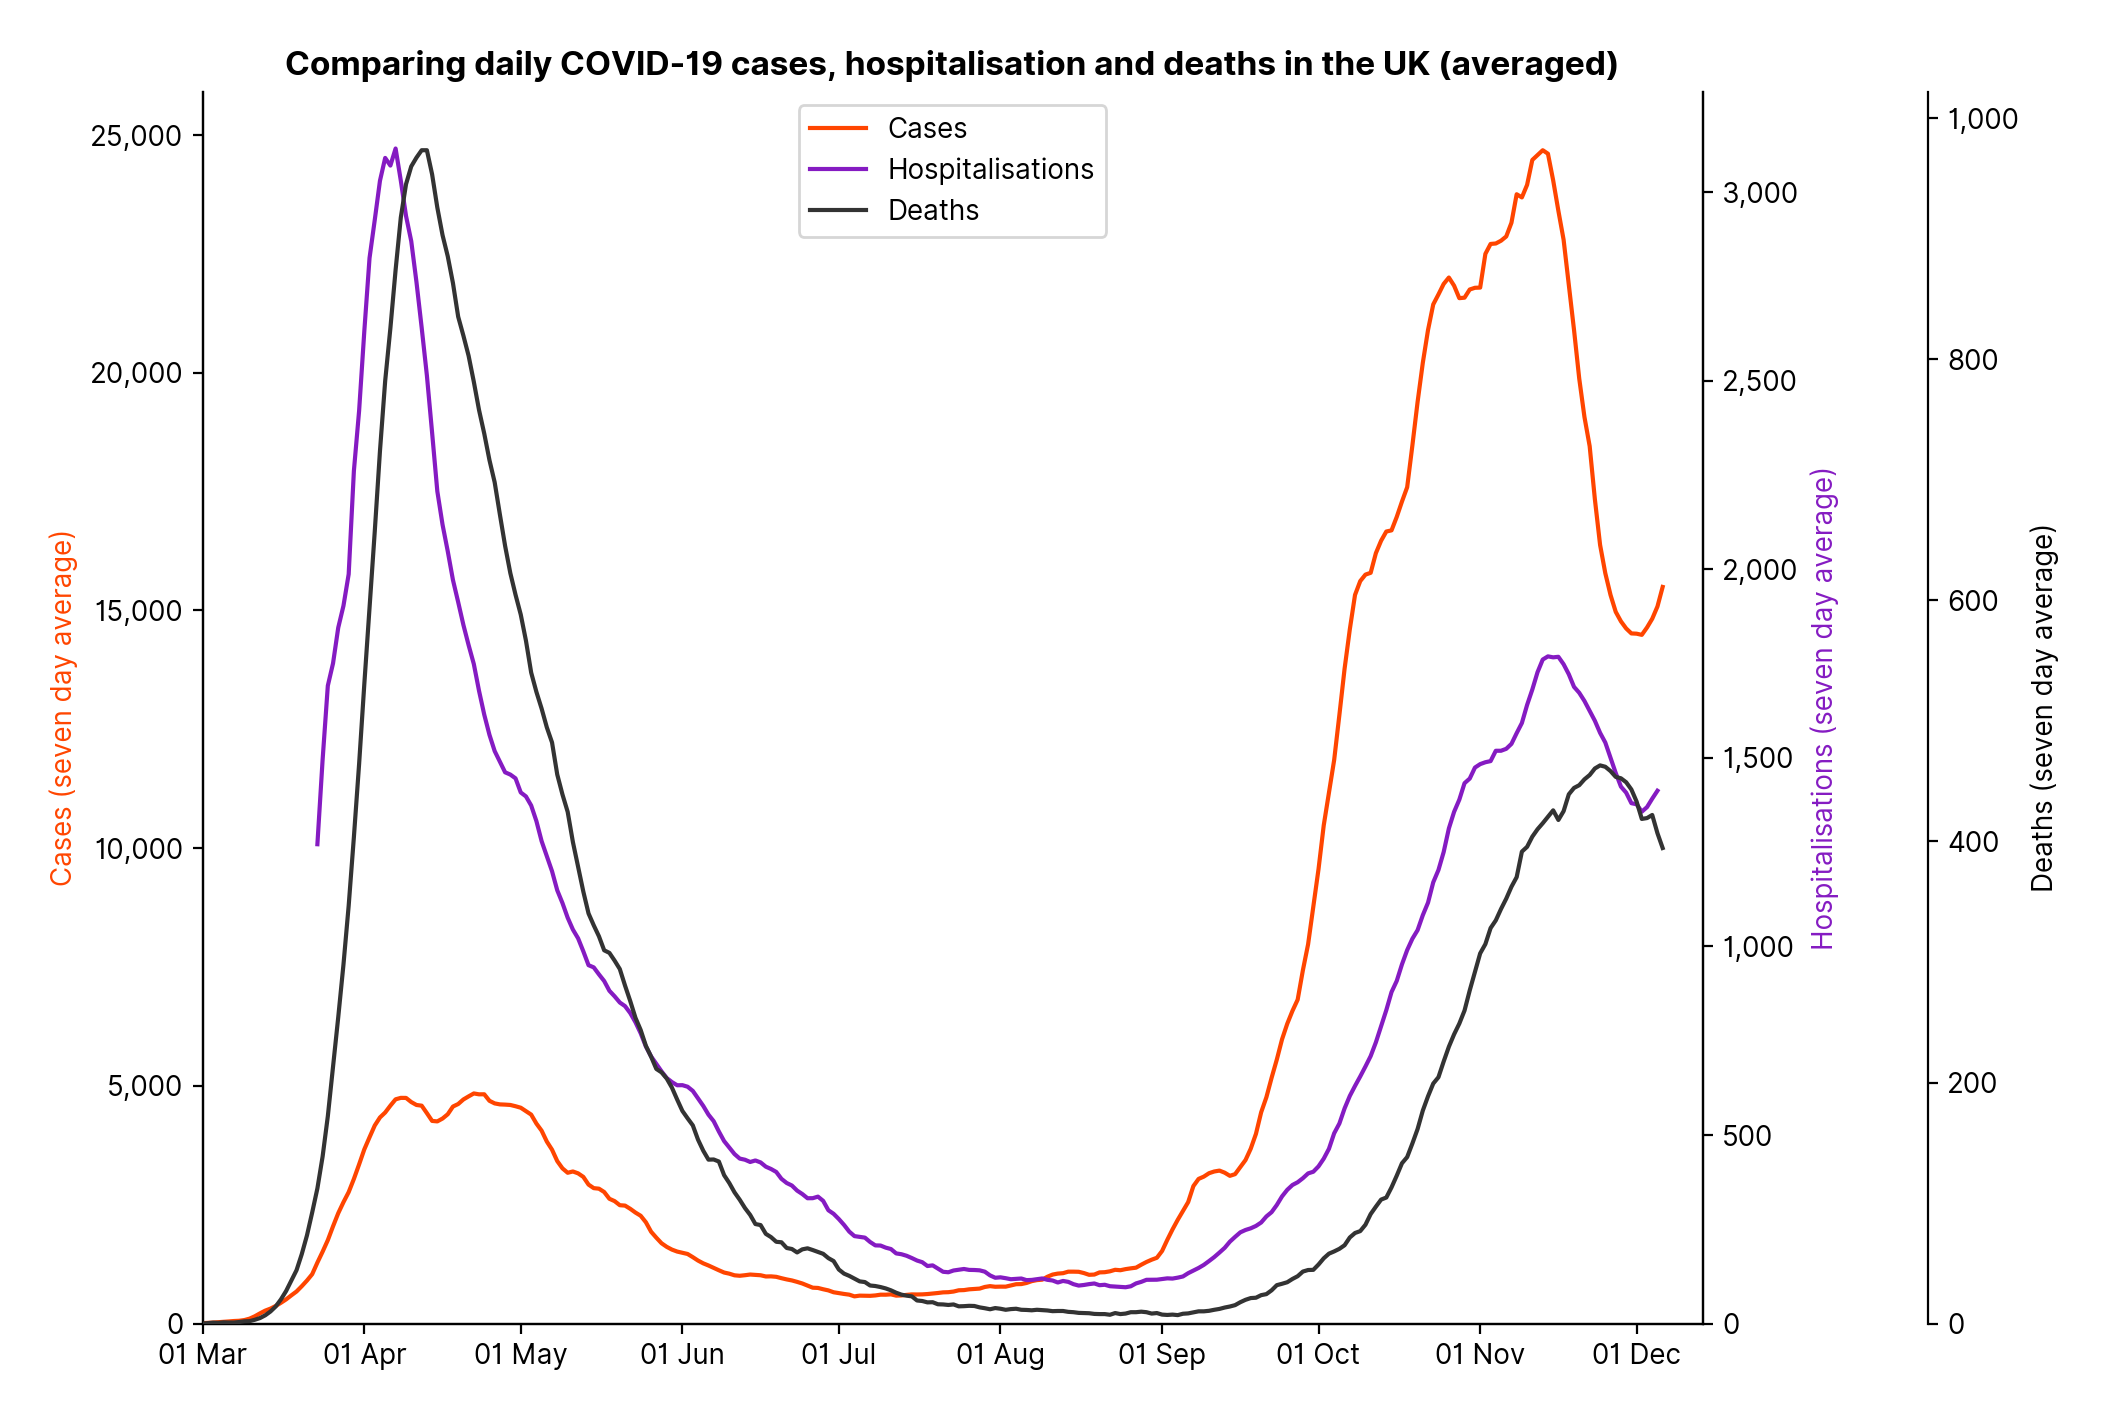 Comparing daily COVID-19 cases, hospitalisation and deaths in the UK (averaged)
Cases
Hospitalisations
Deaths
Cases (seven day average)
25,000
20,000
15,000
10,000
5,000
0
01 Mar
01 Apr
01 May
01 Jun
01 Jul
01 Aug
01 Sep
01 Oct
01 Nov
01 Dec
3,000
2,500
2,000
1,500
1,000
500
0
Hospitalisations (seven day average)
1,000
800
600
400
200
0
Deaths (seven day average)